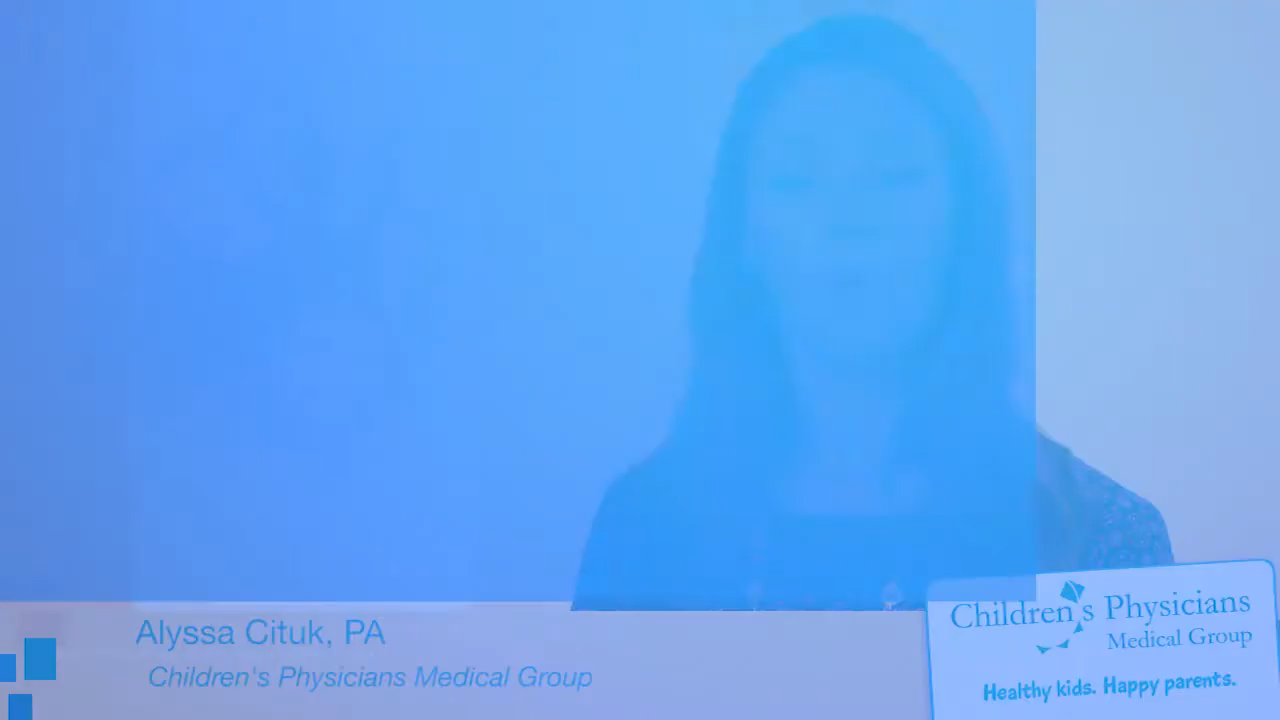 Alyssa Cituk, PA
Children's Physicians Medical Group
Children's Physicians
Medical Group
Healthy kids. Happy parents.